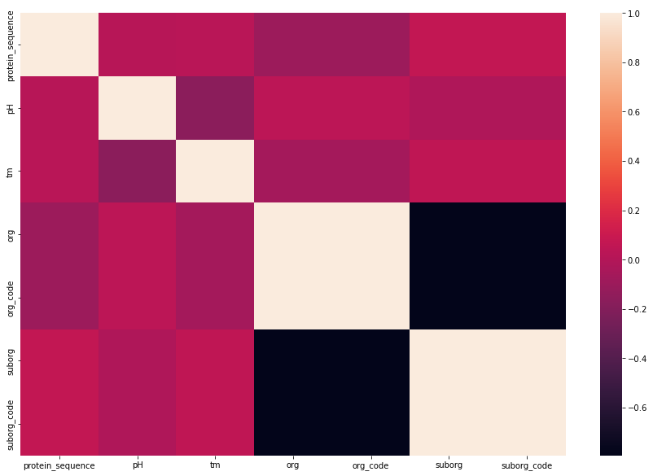 protein_sequence
pH
tm
org
org_code
suborg
suborg_code
protein_sequence pH tm org org_code suborg suborg_code
1.0
0.8
0.6
0.4
0.2
0.0
−0.2
−0.4
−0.6